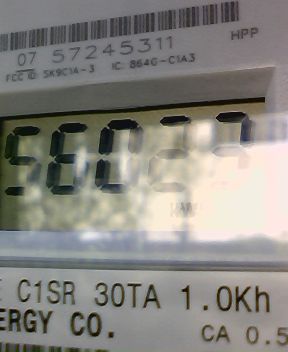 07 57245311
HPP
FCC ID: SK9C1A-3 IC: 864G-C1A3
C1SR 30TA 1.0Kh
ERGY CO.
CA 0.5